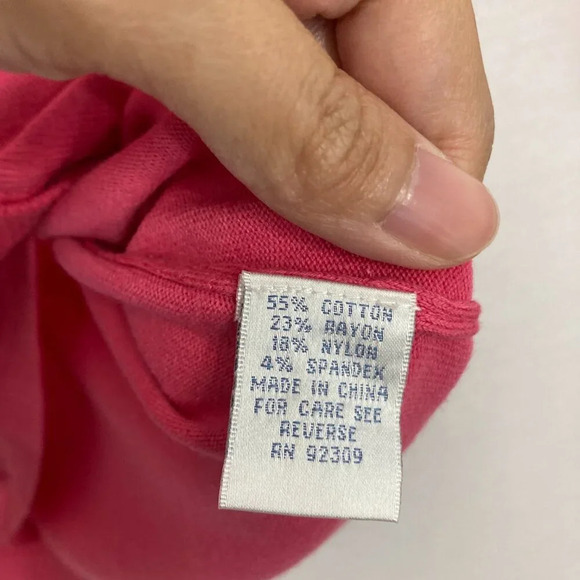 55% COTTON
23% RAYON
18% NYLON
4% SPANDEX
MADE IN CHINA
FOR CARE SEE
REVERSE
RN 92309